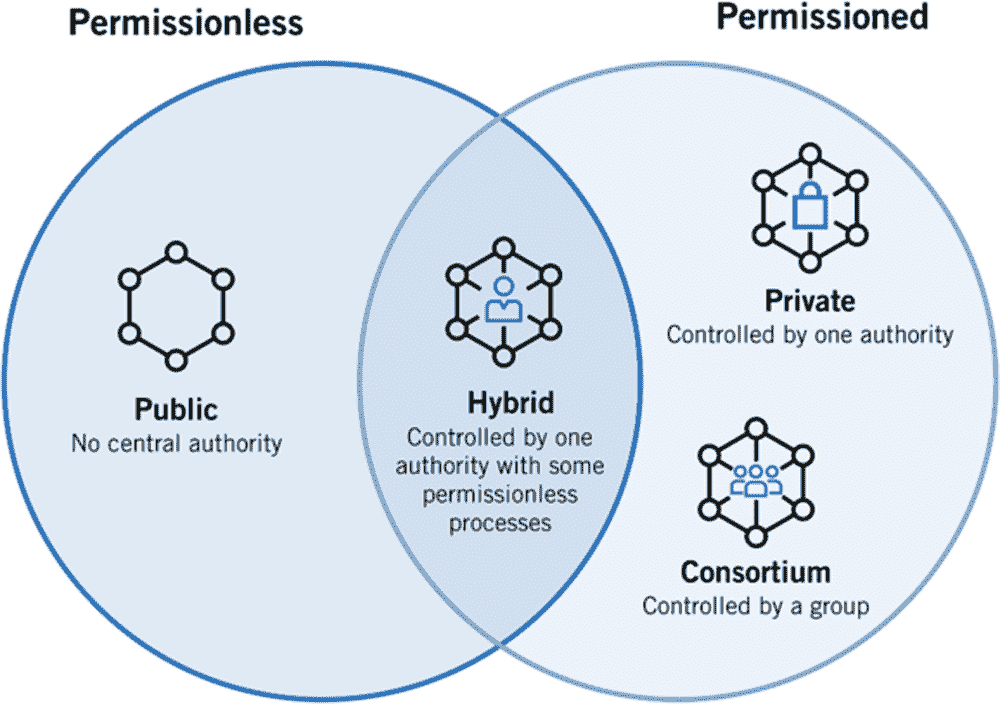 Permissionless
Permissioned
Public
No central authority
Hybrid
Controlled by one
authority with some
permissionless
processes
Private
Controlled by one authority
Consortium
Controlled by a group